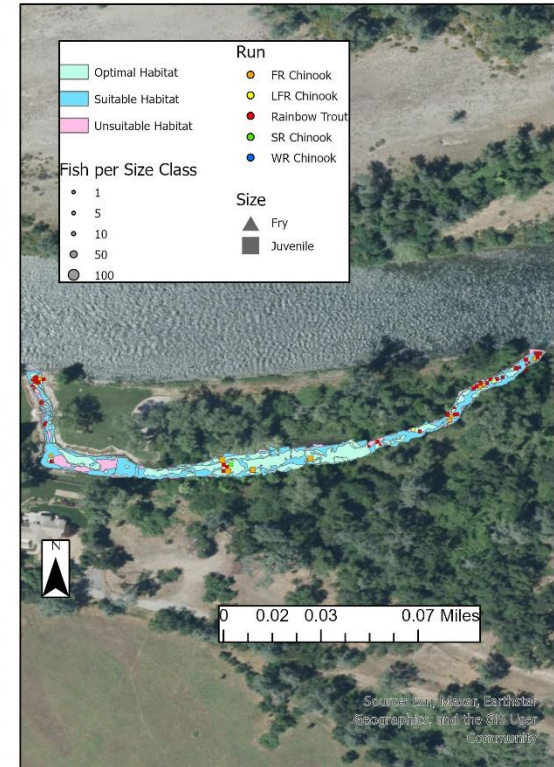 Optimal Habitat
Suitable Habitat
Unsuitable Habitat
Fish per Size Class
1
5
10
50
100
Run
FR Chinook
LFR Chinook
Rainbow Trout
SR Chinook
WR Chinook
Size
Fry
Juvenile
N
0 0.02 0.03 0.07 Miles
Source: Esri, Maxar, Earthstar
Geographics, and the GIS User
Community